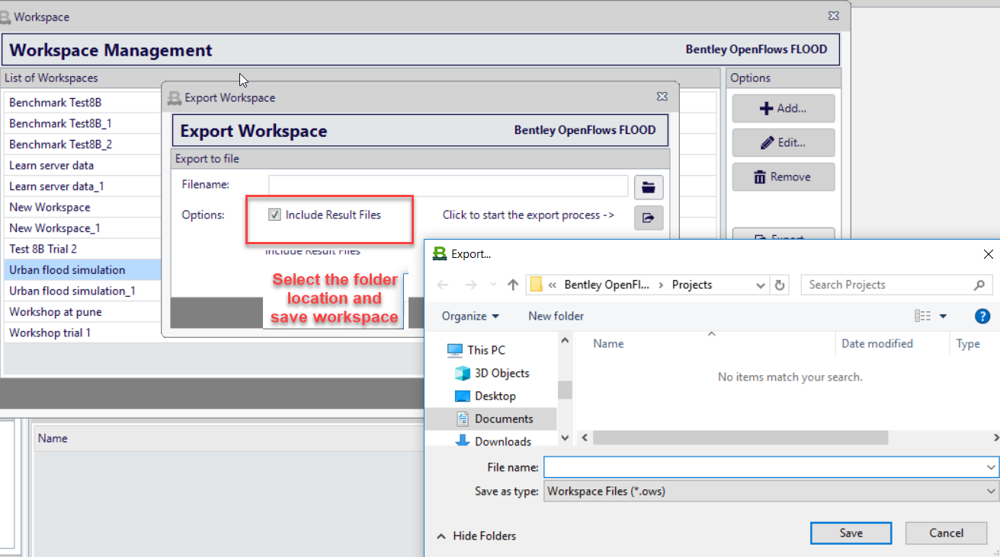 Workspace
Workspace Management
Bentley OpenFlows FLOOD
List of Workspaces
Benchmark Test8B
Benchmark Test8B_1
Benchmark Test8B_2
Learn server data
Learn server data_1
New Workspace
New Workspace_1
Test 8B Trial 2
Urban flood simulation
Urban flood simulation_1
Workshop at pune
Workshop trial 1
Options
Add...
Edit...
Remove
Export
Export Workspace
Export Workspace
Bentley OpenFlows FLOOD
Export to file
Filename:
Options:
Include Result Files
Click to start the export process ->
Include Result Files
Select the folder
location and
save workspace
Name
Export...
« Bentley OpenFl... › Projects
Search Projects
Organize
New folder
?
This PC
3D Objects
Desktop
Documents
Downloads
Name
Date modified
Type
No items match your search.
File name:
Save as type:
Workspace Files (*.ows)
Hide Folders
Save
Cancel